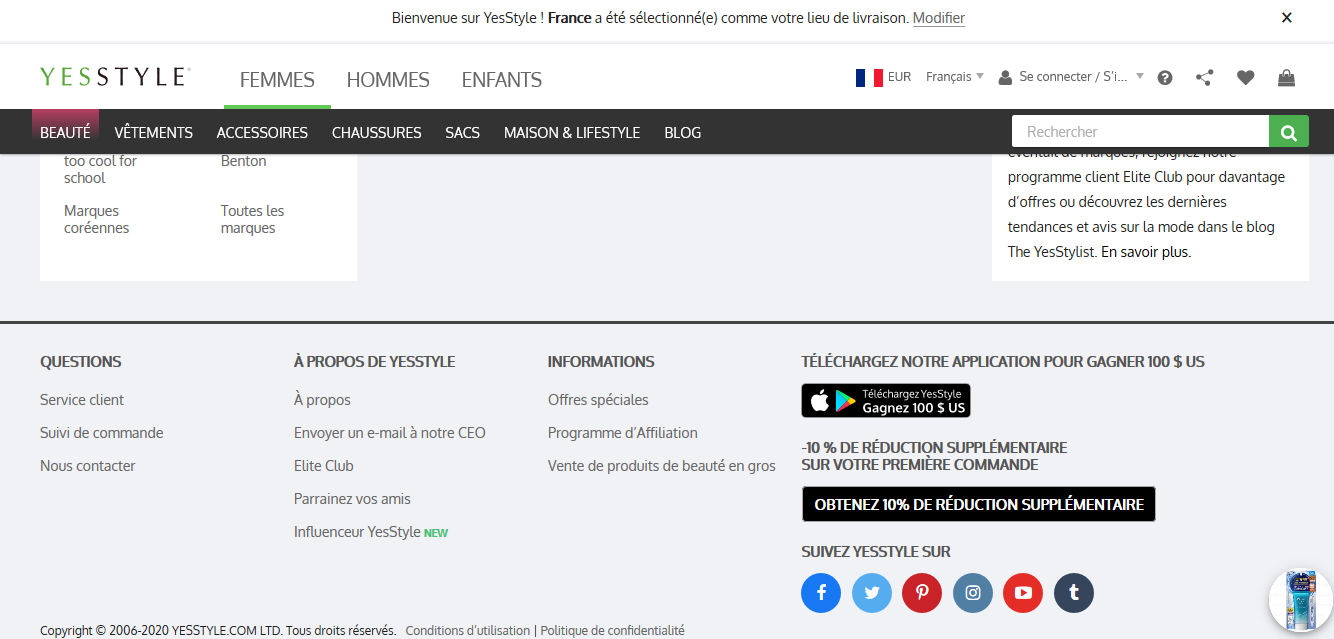 Bienvenue sur YesStyle ! France a été sélectionné(e) comme votre lieu de livraison. Modifier
YESSTYLE
FEMMES HOMMES ENFANTS
EUR Français Se connecter / S'i...
BEAUTÉ VÊTEMENTS ACCESSOIRES CHAUSSURES SACS MAISON & LIFESTYLE BLOG
Rechercher
too cool for
school
Benton
Marques
coréennes
Toutes les
marques
éventail de marques, rejoignez notre
programme client Elite Club pour davantage
d'offres ou découvrez les dernières
tendances et avis sur la mode dans le blog
The YesStylist. En savoir plus.
QUESTIONS
Service client
Suivi de commande
Nous contacter
À PROPOS DE YESSTYLE
À propos
Envoyer un e-mail à notre CEO
Elite Club
Parrainez vos amis
Influenceur YesStyle NEW
INFORMATIONS
Offres spéciales
Programme d'Affiliation
Vente de produits de beauté en gros
TÉLÉCHARGEZ NOTRE APPLICATION POUR GAGNER 100 $ US
Téléchargez YesStyle
Gagnez 100 $ US
-10 % DE RÉDUCTION SUPPLÉMENTAIRE
SUR VOTRE PREMIÈRE COMMANDE
OBTENEZ 10% DE RÉDUCTION SUPPLÉMENTAIRE
SUIVEZ YESSTYLE SUR
Copyright © 2006-2020 YESSTYLE.COM LTD. Tous droits réservés. Conditions d'utilisation | Politique de confidentialité